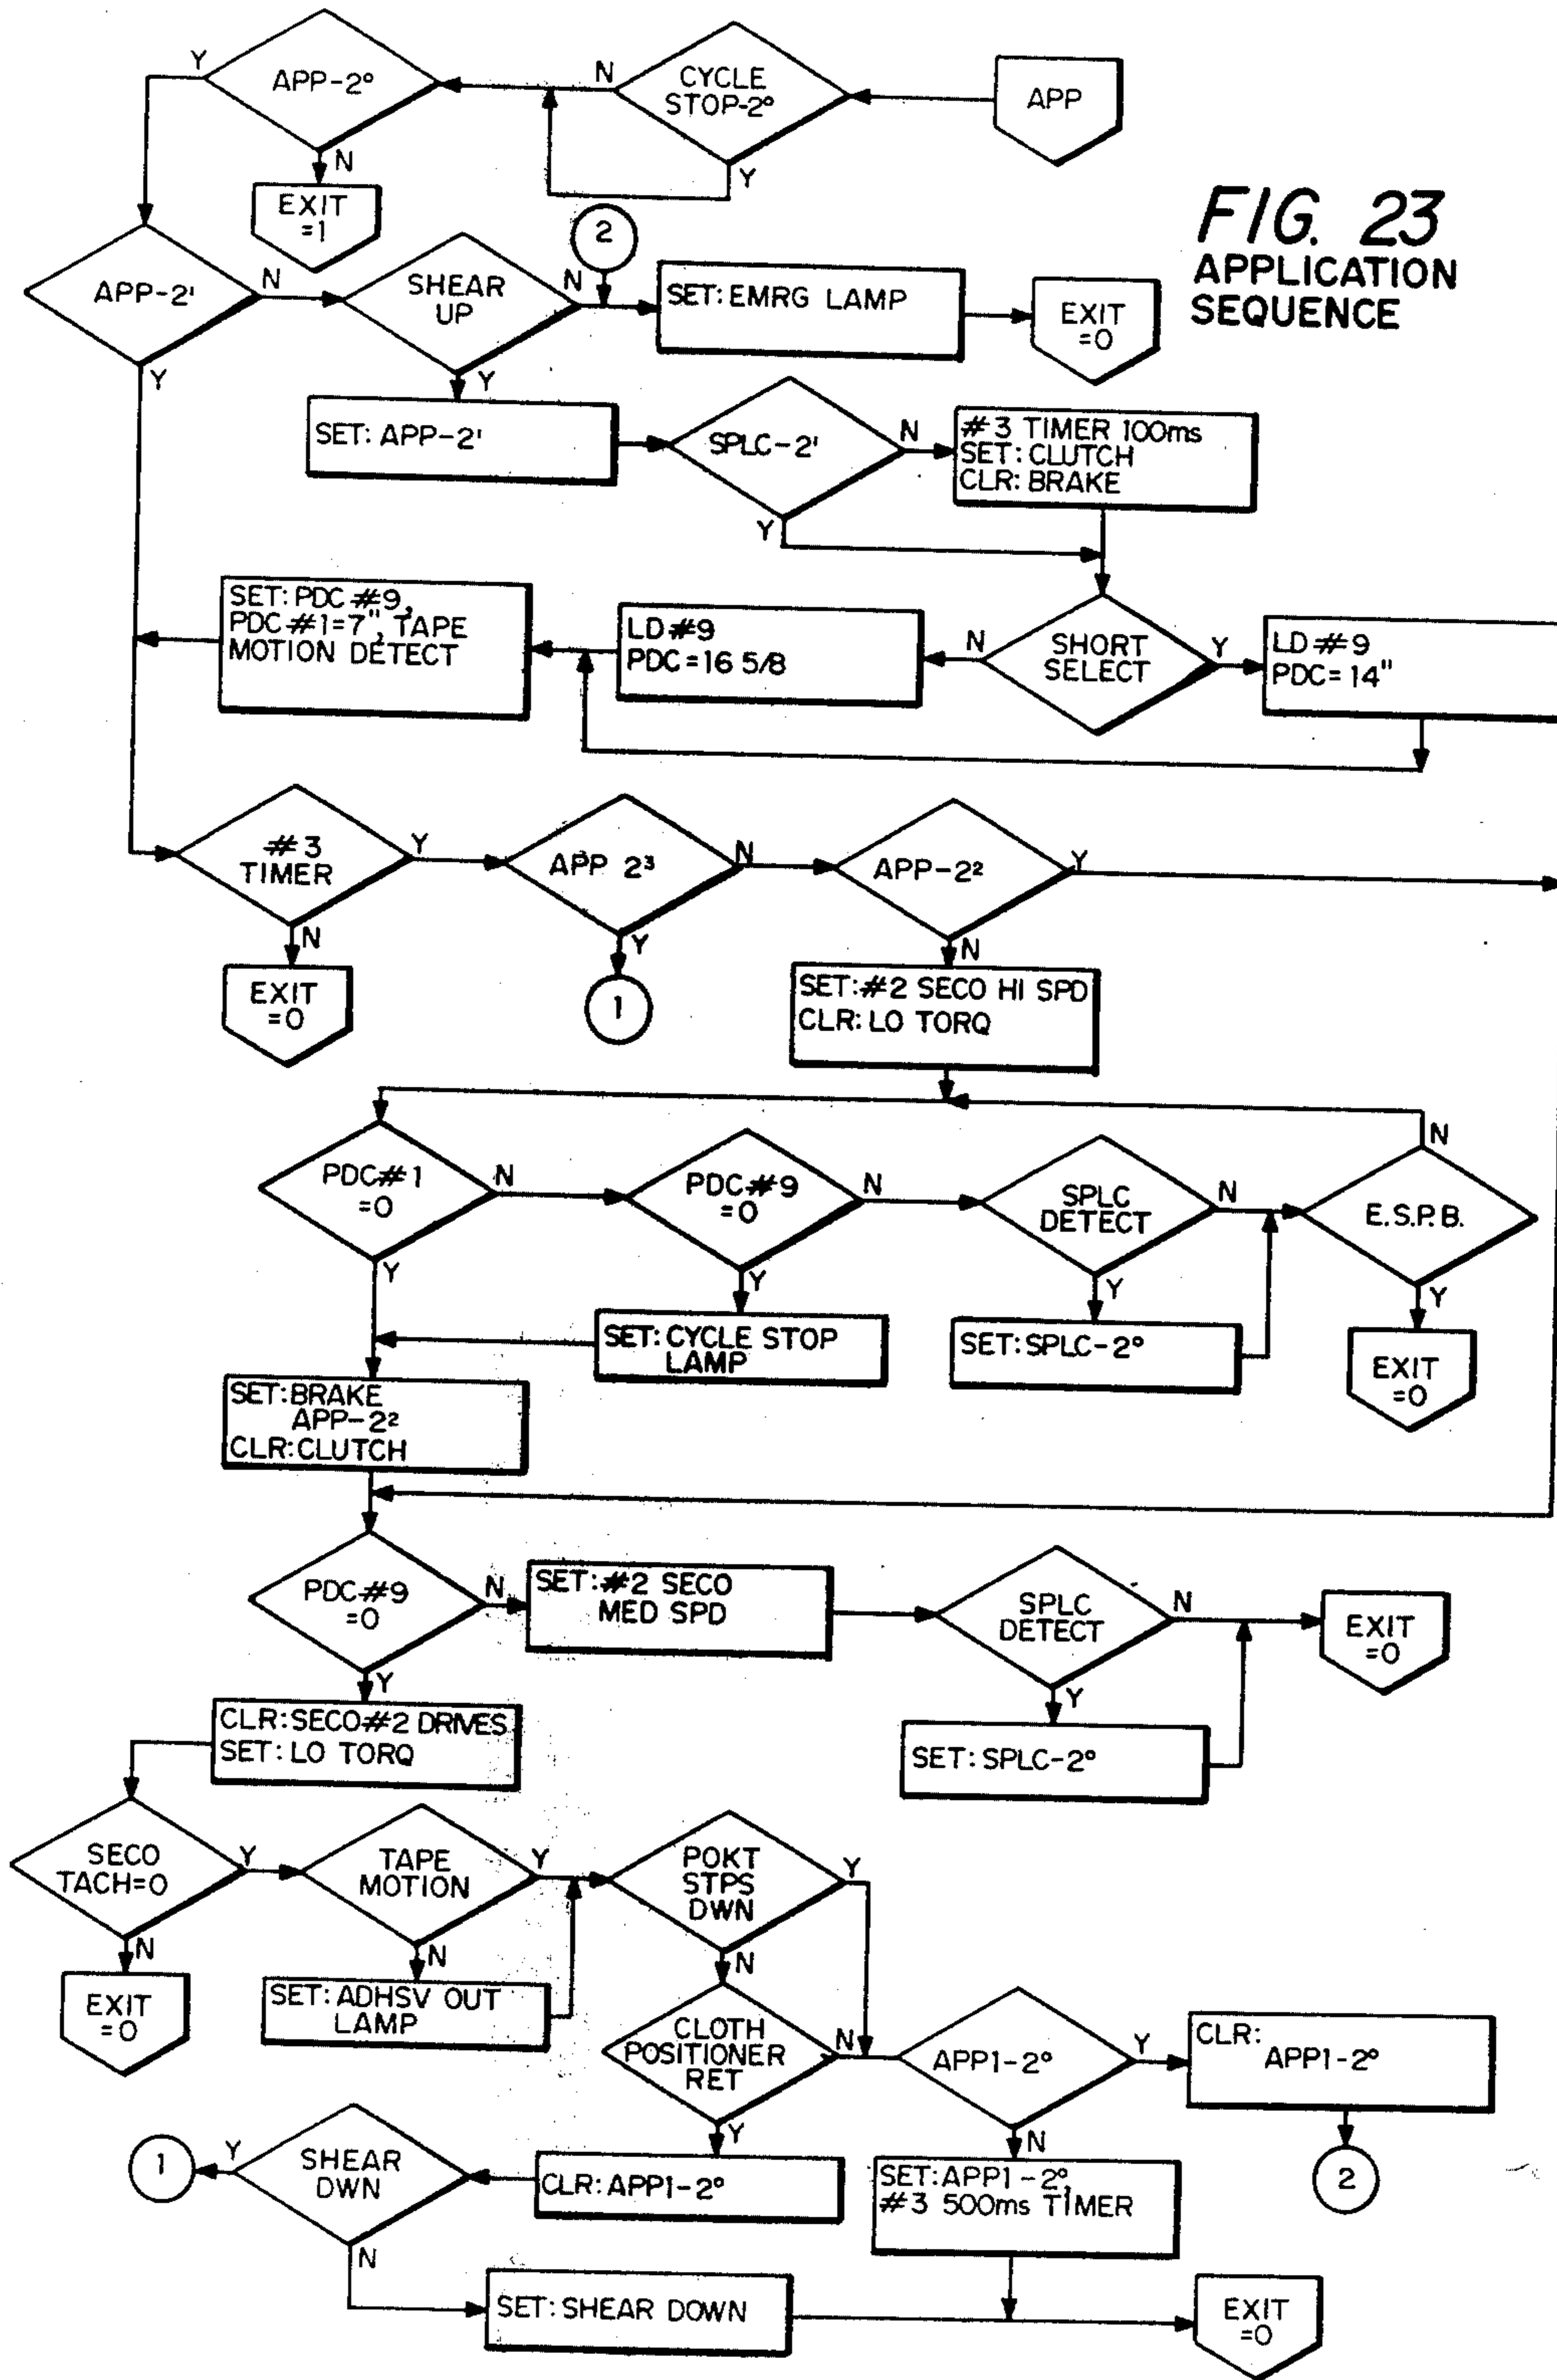 Y
APP-2°
N
CYCLE
STOP-2°
APP
N
Y
EXIT
=1
2
FIG. 23
APPLICATION
SEQUENCE
APP-2'
N
SHEAR
UP
N
SET: EMRG LAMP
EXIT
=0
Y
Y
SET: APP-2'
SPLC-2'
N
#3 TIMER 100ms
SET: CLUTCH
CLR: BRAKE
Y
SET: PDC #9,
PDC #1=7", TAPE
MOTION DETECT
LD #9
PDC=16 5/8
N
SHORT
SELECT
Y
LD #9
PDC= 14"
#3
TIMER
Y
APP 2³
N
APP-2²
Y
N
Y
N
EXIT
=0
1
SET: #2 SECO HI SPD
CLR: LO TORQ
N
PDC#1
=0
N
PDC#9
=0
N
SPLC
DETECT
N
E.S.P.B.
Y
Y
Y
Y
SET: CYCLE STOP
LAMP
SET: SPLC-2°
EXIT
=0
SET: BRAKE
APP-2²
CLR: CLUTCH
PDC#9
=0
N
SET: #2 SECO
MED SPD
SPLC
DETECT
N
EXIT
=0
Y
Y
CLR: SECO#2 DRIVES
SET: LO TORQ
SET: SPLC-2°
SECO
TACH=0
Y
TAPE
MOTION
Y
POKT
STPS
DWN
Y
N
N
N
EXIT
=0
SET: ADHSV OUT
LAMP
CLOTH
POSITIONER
RET
N
APP1-2°
Y
CLR:
APP1-2°
Y
N
1
Y
SHEAR
DWN
CLR: APP1-2°
SET: APP1-2°,
#3 500ms TIMER
2
N
SET: SHEAR DOWN
EXIT
=0